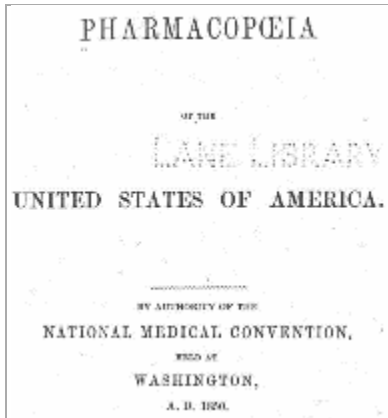 PHARMACOPŒIA
OF THE
LANE LIBRARY
UNITED STATES OF AMERICA.
BY AUTHORITY OF THE
NATIONAL MEDICAL CONVENTION,
HELD AT
WASHINGTON,
A. D. 1850.